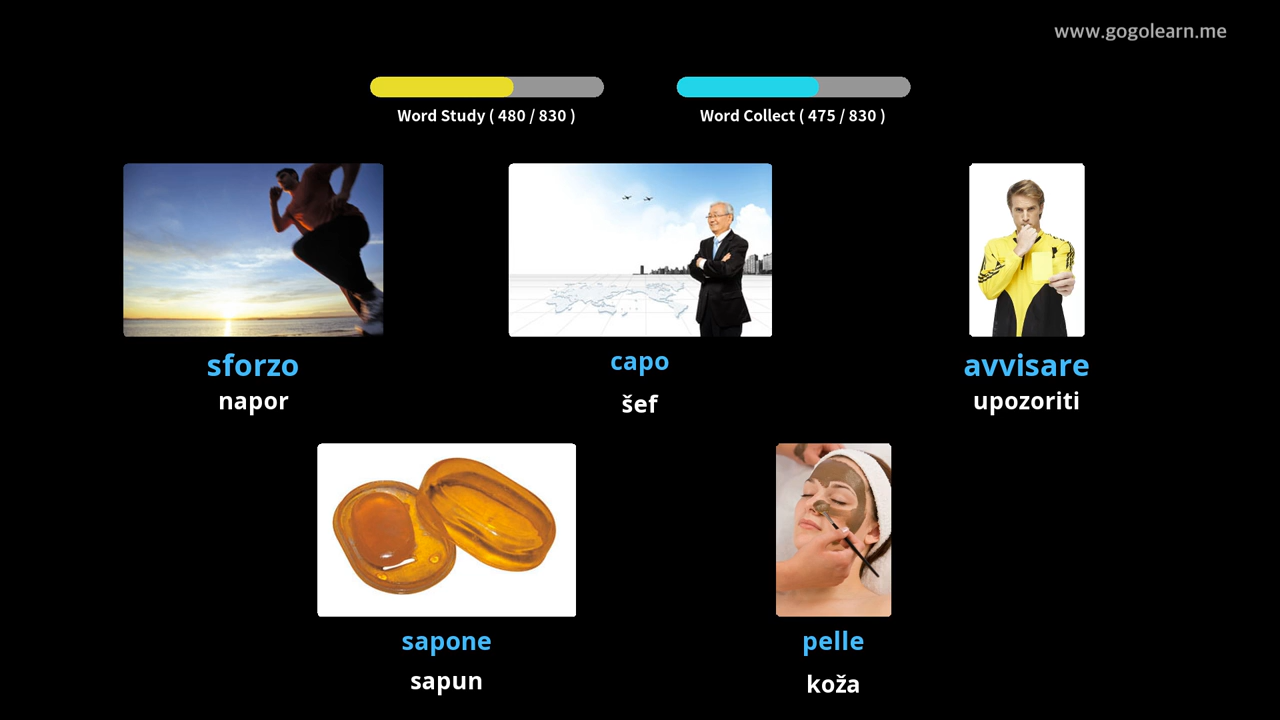 www.gogolearn.me
Word Study ( 480 / 830 )
Word Collect ( 475 / 830 )
sforzo
napor
capo
šef
avvisare
upozoriti
sapone
sapun
pelle
koža